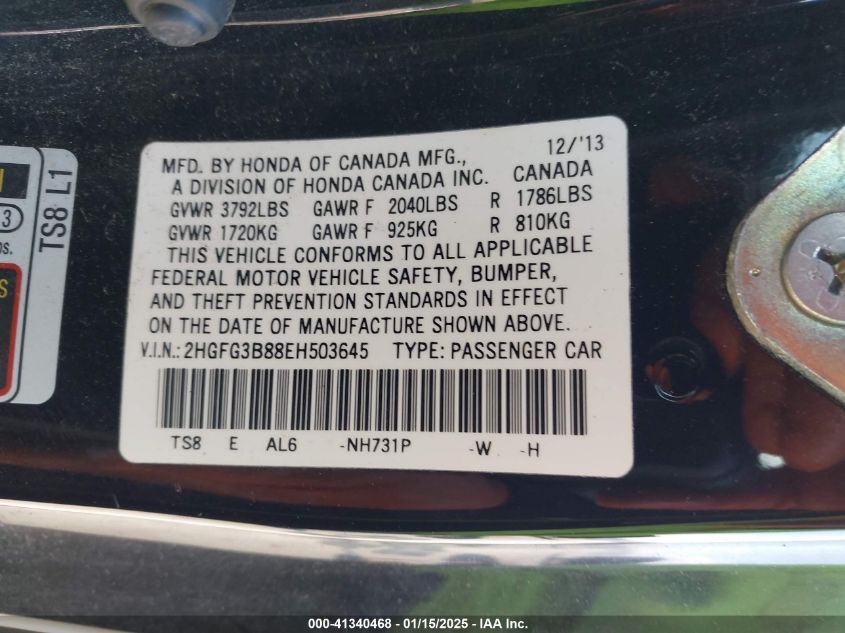 12/'13
MFD. BY HONDA OF CANADA MFG.,
A DIVISION OF HONDA CANADA INC. CANADA
GVWR 3792LBS GAWR F 2040LBS R 1786LBS
GVWR 1720KG GAWR F 925KG R 810KG
THIS VEHICLE CONFORMS TO ALL APPLICABLE
FEDERAL MOTOR VEHICLE SAFETY, BUMPER,
AND THEFT PREVENTION STANDARDS IN EFFECT
ON THE DATE OF MANUFACTURE SHOWN ABOVE.
V.I.N.: 2HGFG3B88EH503645 TYPE: PASSENGER CAR
TS8 E AL6 -NH731P -W -H
TS8 L1
3
os.
S
000-41340468 - 01/15/2025 - IAA Inc.